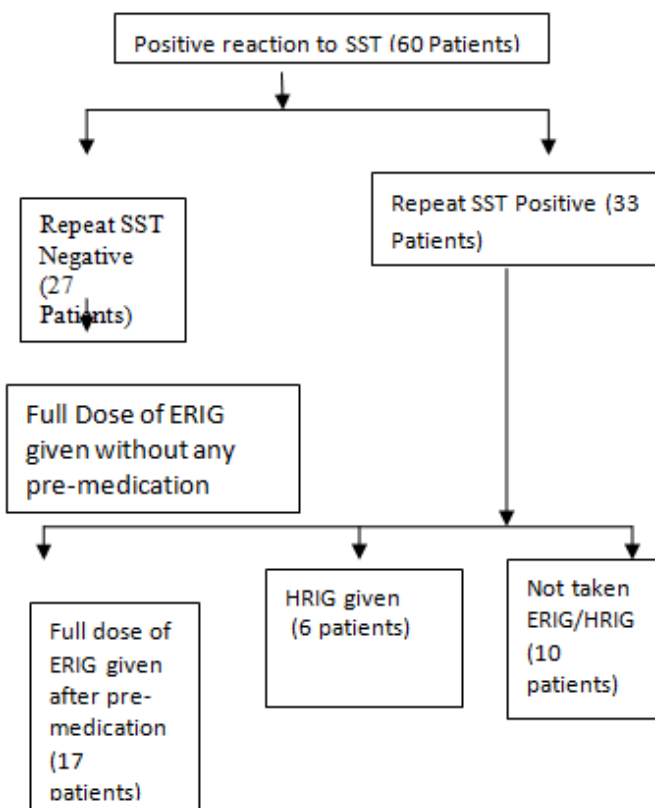 Positive reaction to SST (60 Patients)
Repeat SST
Negative
(27
Patients)
Repeat SST Positive (33
Patients)
Full Dose of ERIG
given without any
pre-medication
Full dose of
ERIG given
after pre-
medication
(17
patients)
HRIG given
(6 patients)
Not taken
ERIG/HRIG
(10
patients)